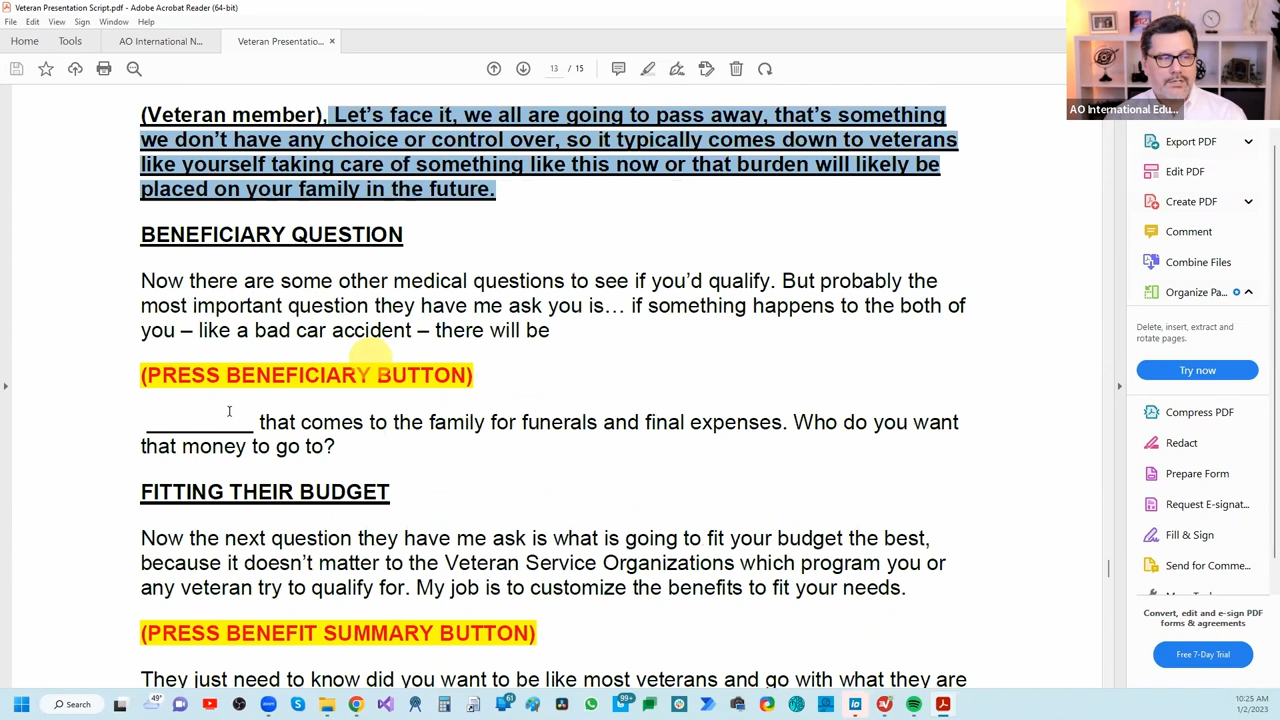 Veteran Presentation Script.pdf - Adobe Acrobat Reader (64-bit)
File Edit View Sign Window Help
Home Tools AO International N... Veteran Presentatio... ×
13 / 15
AO International Edu...
(Veteran member), Let's face it, we all are going to pass away, that's something
we don't have any choice or control over, so it typically comes down to veterans
like yourself taking care of something like this now or that burden will likely be
placed on your family in the future.
BENEFICIARY QUESTION
Now there are some other medical questions to see if you'd qualify. But probably the
most important question they have me ask you is… if something happens to the both of
you – like a bad car accident – there will be
(PRESS BENEFICIARY BUTTON)
__________ that comes to the family for funerals and final expenses. Who do you want
that money to go to?
FITTING THEIR BUDGET
Now the next question they have me ask is what is going to fit your budget the best,
because it doesn't matter to the Veteran Service Organizations which program you or
any veteran try to qualify for. My job is to customize the benefits to fit your needs.
(PRESS BENEFIT SUMMARY BUTTON)
They just need to know did you want to be like most veterans and go with what they are
Export PDF
Edit PDF
Create PDF
Comment
Combine Files
Organize Pa...
Delete, insert, extract and
rotate pages.
Try now
Compress PDF
Redact
Prepare Form
Request E-signat...
Fill & Sign
Send for Comme...
Convert, edit and e-sign PDF
forms & agreements
Free 7-Day Trial
Search
49°
61
99+
10:25 AM
1/2/2023